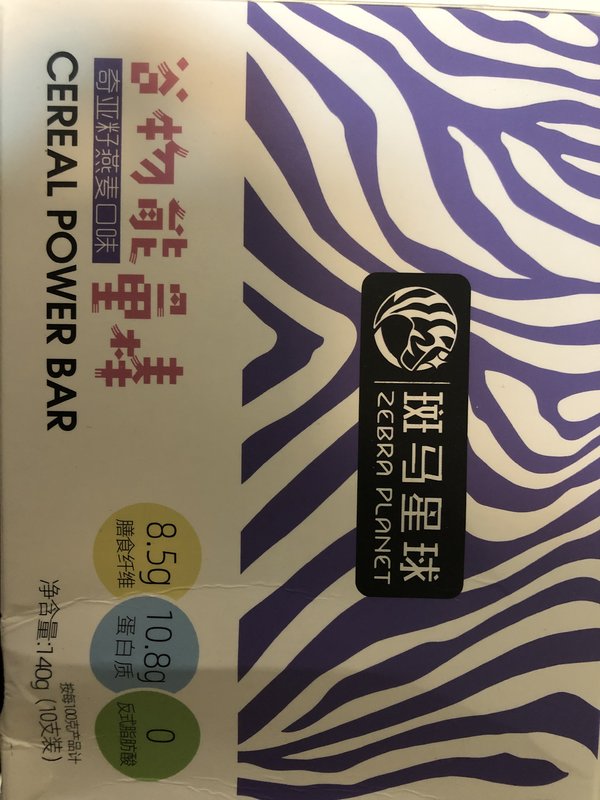 斑马星球
ZEBRA PLANET
谷物能量棒
奇亚籽燕麦口味
CEREAL POWER BAR
8.5g
膳食纤维
10.8g
蛋白质
0
反式脂肪酸
按每100克产品计
净含量:140g (10支装)